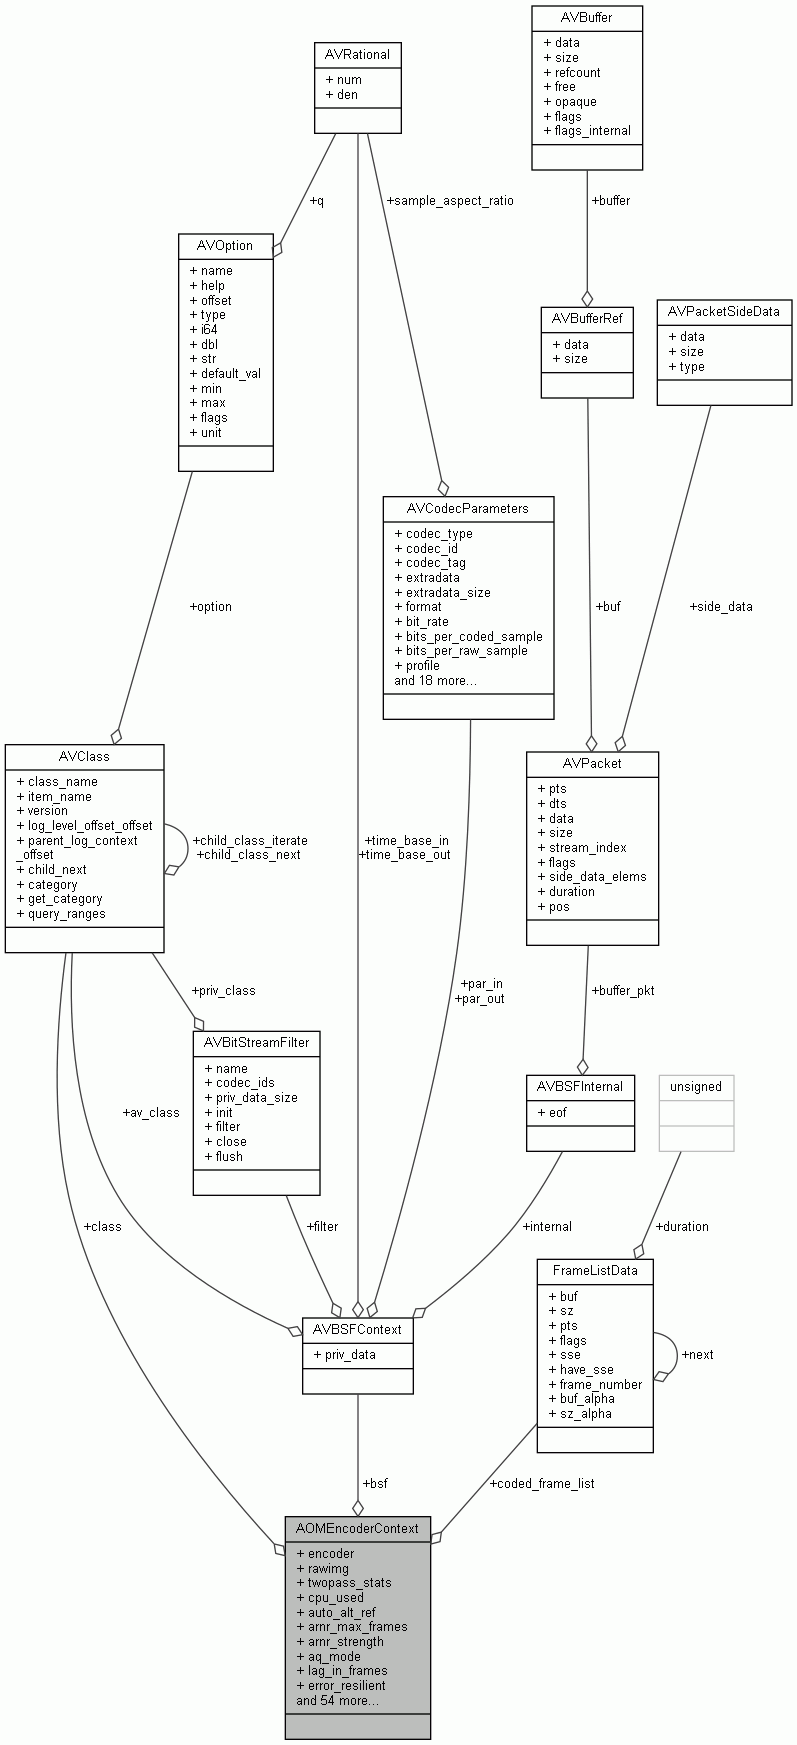 AVBuffer
+ data
+ size
+ refcount
+ free
+ opaque
+ flags
+ flags_internal
AVRational
+ num
+ den
+q
+sample_aspect_ratio
+buffer
AVOption
+ name
+ help
+ offset
+ type
+ i64
+ dbl
+ str
+ default_val
+ min
+ max
+ flags
+ unit
AVBufferRef
+ data
+ size
AVPacketSideData
+ data
+ size
+ type
AVCodecParameters
+ codec_type
+ codec_id
+ codec_tag
+ extradata
+ extradata_size
+ format
+ bit_rate
+ bits_per_coded_sample
+ bits_per_raw_sample
+ profile
and 18 more...
+option
+buf
+side_data
AVClass
+ class_name
+ item_name
+ version
+ log_level_offset_offset
+ parent_log_context
_offset
+ child_next
+ category
+ get_category
+ query_ranges
+child_class_iterate
+child_class_next
+time_base_in
+time_base_out
AVPacket
+ pts
+ dts
+ data
+ size
+ stream_index
+ flags
+ side_data_elems
+ duration
+ pos
+priv_class
+par_in
+par_out
+buffer_pkt
AVBitStreamFilter
+ name
+ codec_ids
+ priv_data_size
+ init
+ filter
+ close
+ flush
+av_class
AVBSFInternal
+ eof
unsigned
+class
+filter
+internal
+duration
FrameListData
+ buf
+ sz
+ pts
+ flags
+ sse
+ have_sse
+ frame_number
+ buf_alpha
+ sz_alpha
+next
AVBSFContext
+ priv_data
+bsf
+coded_frame_list
AOMEncoderContext
+ encoder
+ rawimg
+ twopass_stats
+ cpu_used
+ auto_alt_ref
+ arnr_max_frames
+ arnr_strength
+ aq_mode
+ lag_in_frames
+ error_resilient
and 54 more...